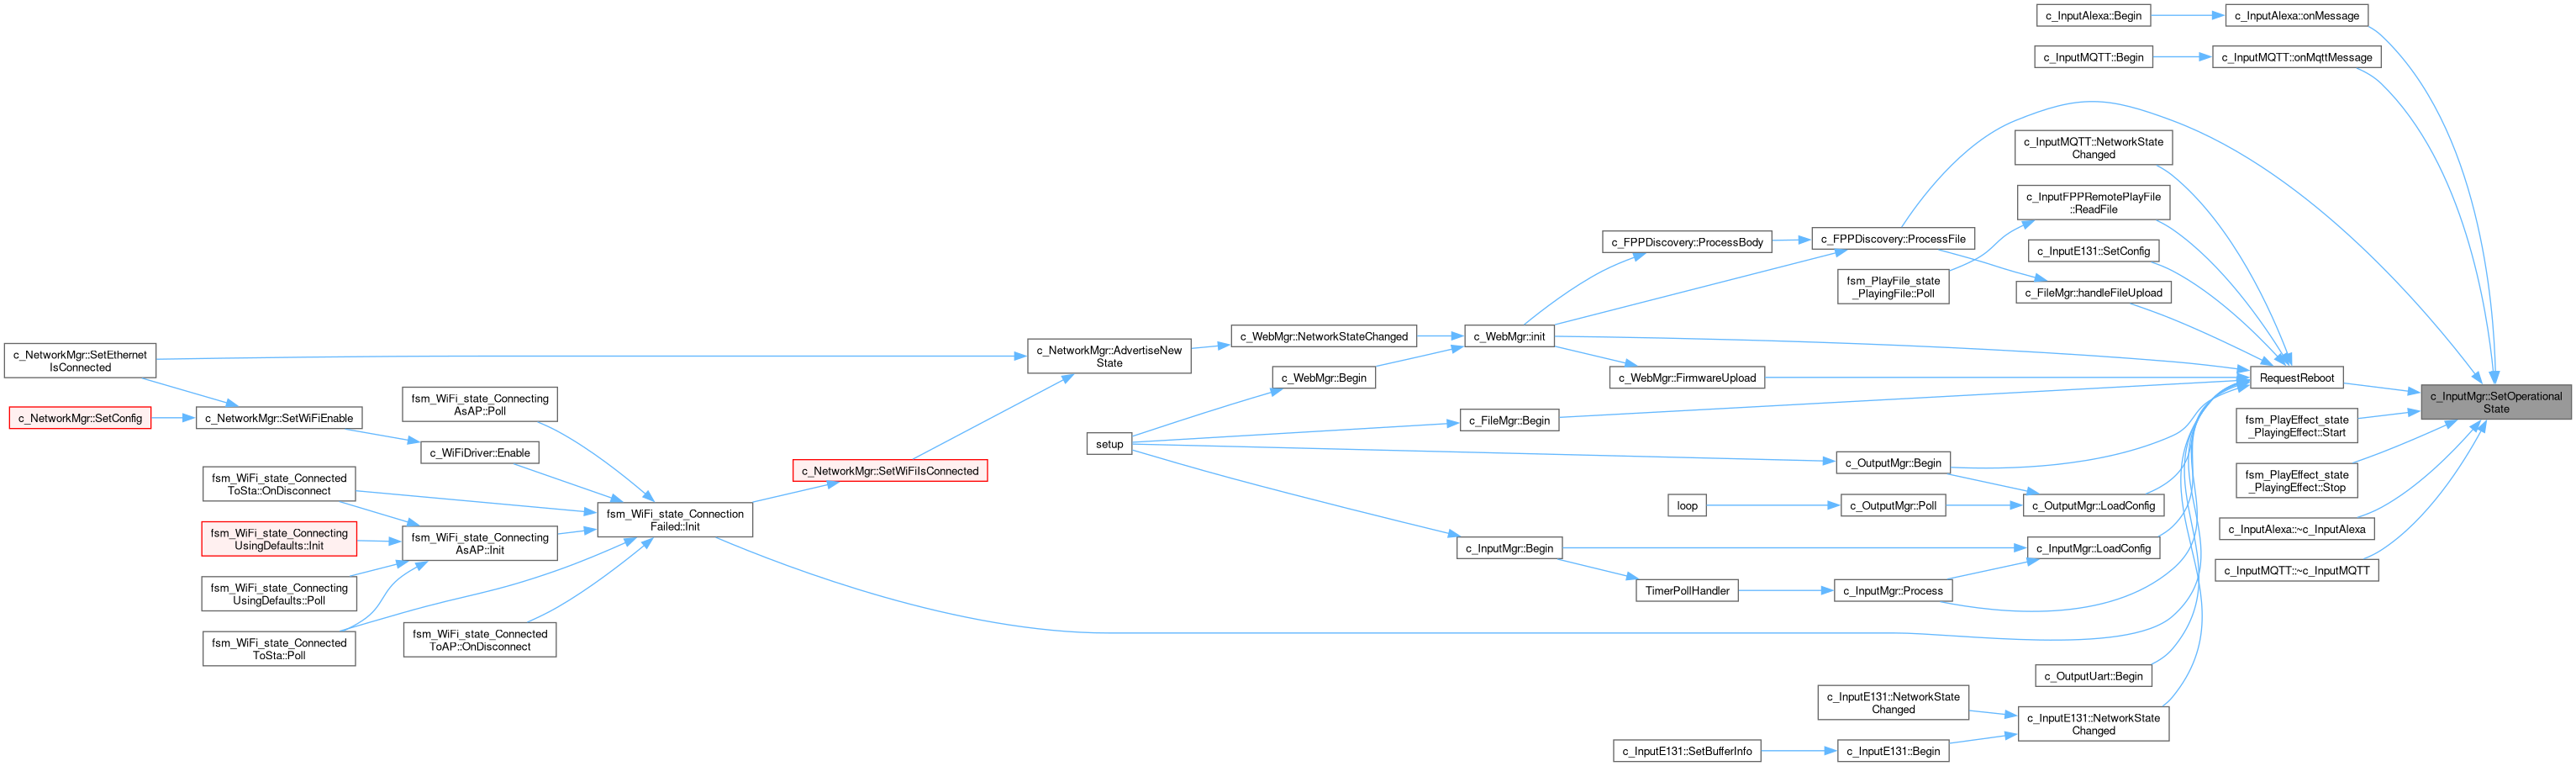 c_InputAlexa::Begin
c_InputAlexa::onMessage
c_InputMQTT::Begin
c_InputMQTT::onMqttMessage
c_InputMQTT::NetworkState
Changed
c_InputFPPRemotePlayFile
::ReadFile
c_FPPDiscovery::ProcessBody
c_FPPDiscovery::ProcessFile
c_InputE131::SetConfig
fsm_PlayFile_state
_PlayingFile::Poll
c_FileMgr::handleFileUpload
c_NetworkMgr::SetEthernet
IsConnected
c_NetworkMgr::AdvertiseNew
State
c_WebMgr::NetworkStateChanged
c_WebMgr::init
c_WebMgr::Begin
c_WebMgr::FirmwareUpload
RequestReboot
c_InputMgr::SetOperational
State
fsm_WiFi_state_Connecting
AsAP::Poll
c_NetworkMgr::SetConfig
c_NetworkMgr::SetWiFiEnable
c_FileMgr::Begin
fsm_PlayEffect_state
_PlayingEffect::Start
setup
c_WiFiDriver::Enable
c_NetworkMgr::SetWiFiIsConnected
c_OutputMgr::Begin
fsm_WiFi_state_Connected
ToSta::OnDisconnect
fsm_PlayEffect_state
_PlayingEffect::Stop
loop
c_OutputMgr::Poll
c_OutputMgr::LoadConfig
fsm_WiFi_state_Connection
Failed::Init
c_InputAlexa::~c_InputAlexa
fsm_WiFi_state_Connecting
UsingDefaults::Init
fsm_WiFi_state_Connecting
AsAP::Init
c_InputMgr::Begin
c_InputMgr::LoadConfig
c_InputMQTT::~c_InputMQTT
fsm_WiFi_state_Connecting
UsingDefaults::Poll
TimerPollHandler
c_InputMgr::Process
fsm_WiFi_state_Connected
ToSta::Poll
fsm_WiFi_state_Connected
ToAP::OnDisconnect
c_OutputUart::Begin
c_InputE131::NetworkState
Changed
c_InputE131::NetworkState
Changed
c_InputE131::SetBufferInfo
c_InputE131::Begin